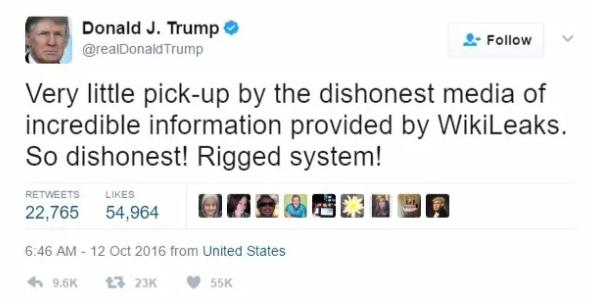 Donald J. Trump
@realDonaldTrump
Follow
Very little pick-up by the dishonest media of
incredible information provided by WikiLeaks.
So dishonest! Rigged system!
RETWEETS LIKES
22,765 54,964
6:46 AM - 12 Oct 2016 from United States
9.6K 23K 55K